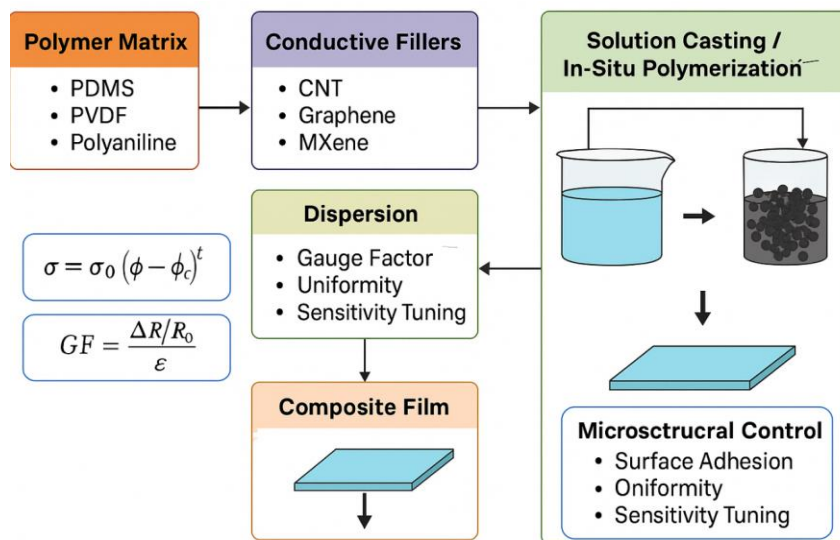 Polymer Matrix
• PDMS
• PVDF
• Polyaniline
Conductive Fillers
• CNT
• Graphene
• MXene
Solution Casting /
In-Situ Polymerization
Dispersion
• Gauge Factor
• Uniformity
• Sensitivity Tuning
σ = σ₀ (ϕ − ϕ_c)^t
GF = ΔR/R₀ / ε
Composite Film
Microsctrucral Control
• Surface Adhesion
• Oniformity
• Sensitivity Tuning